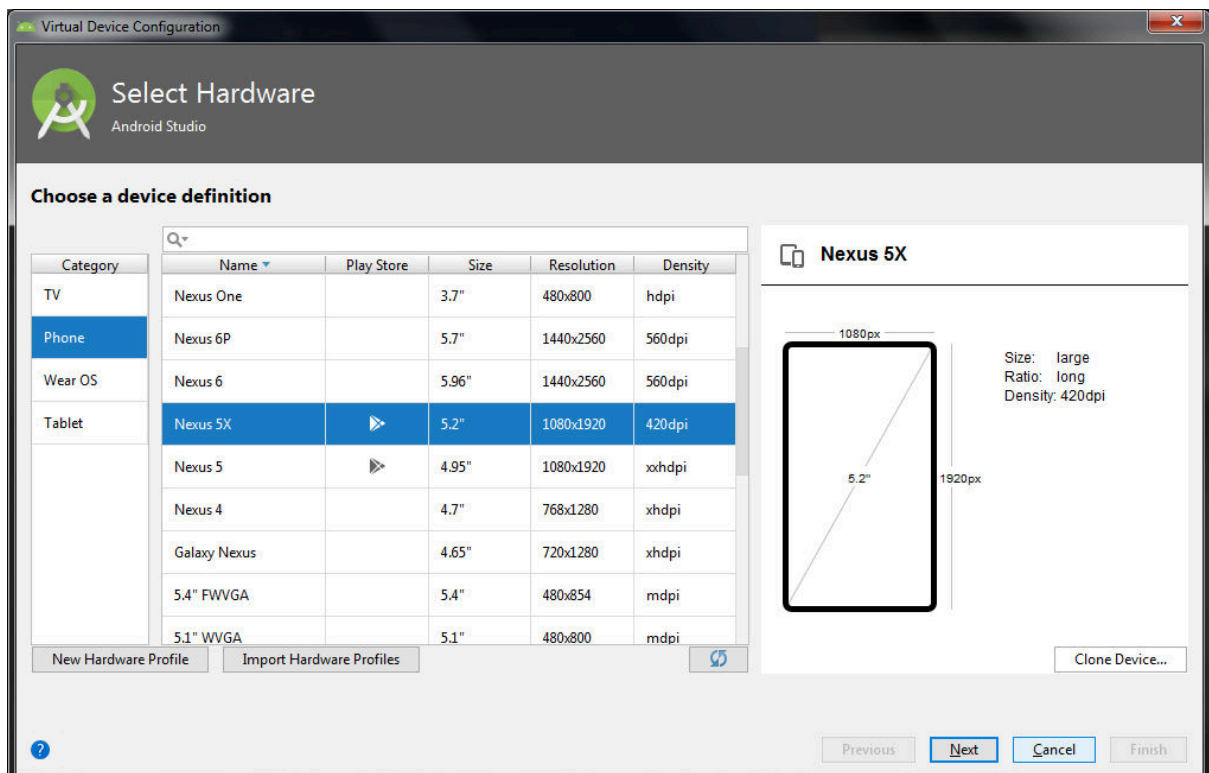 Virtual Device Configuration
Select Hardware
Android Studio
Choose a device definition
Category
TV
Phone
Wear OS
Tablet
Name Play Store Size Resolution Density
Nexus One 3.7" 480x800 hdpi
Nexus 6P 5.7" 1440x2560 560dpi
Nexus 6 5.96" 1440x2560 560dpi
Nexus 5X 5.2" 1080x1920 420dpi
Nexus 5 4.95" 1080x1920 xxhdpi
Nexus 4 4.7" 768x1280 xhdpi
Galaxy Nexus 4.65" 720x1280 xhdpi
5.4" FWVGA 5.4" 480x854 mdpi
5.1" WVGA 5.1" 480x800 mdpi
New Hardware Profile Import Hardware Profiles
Nexus 5X
1080px
5.2"
1920px
Size: large
Ratio: long
Density: 420dpi
Clone Device...
? Previous Next Cancel Finish